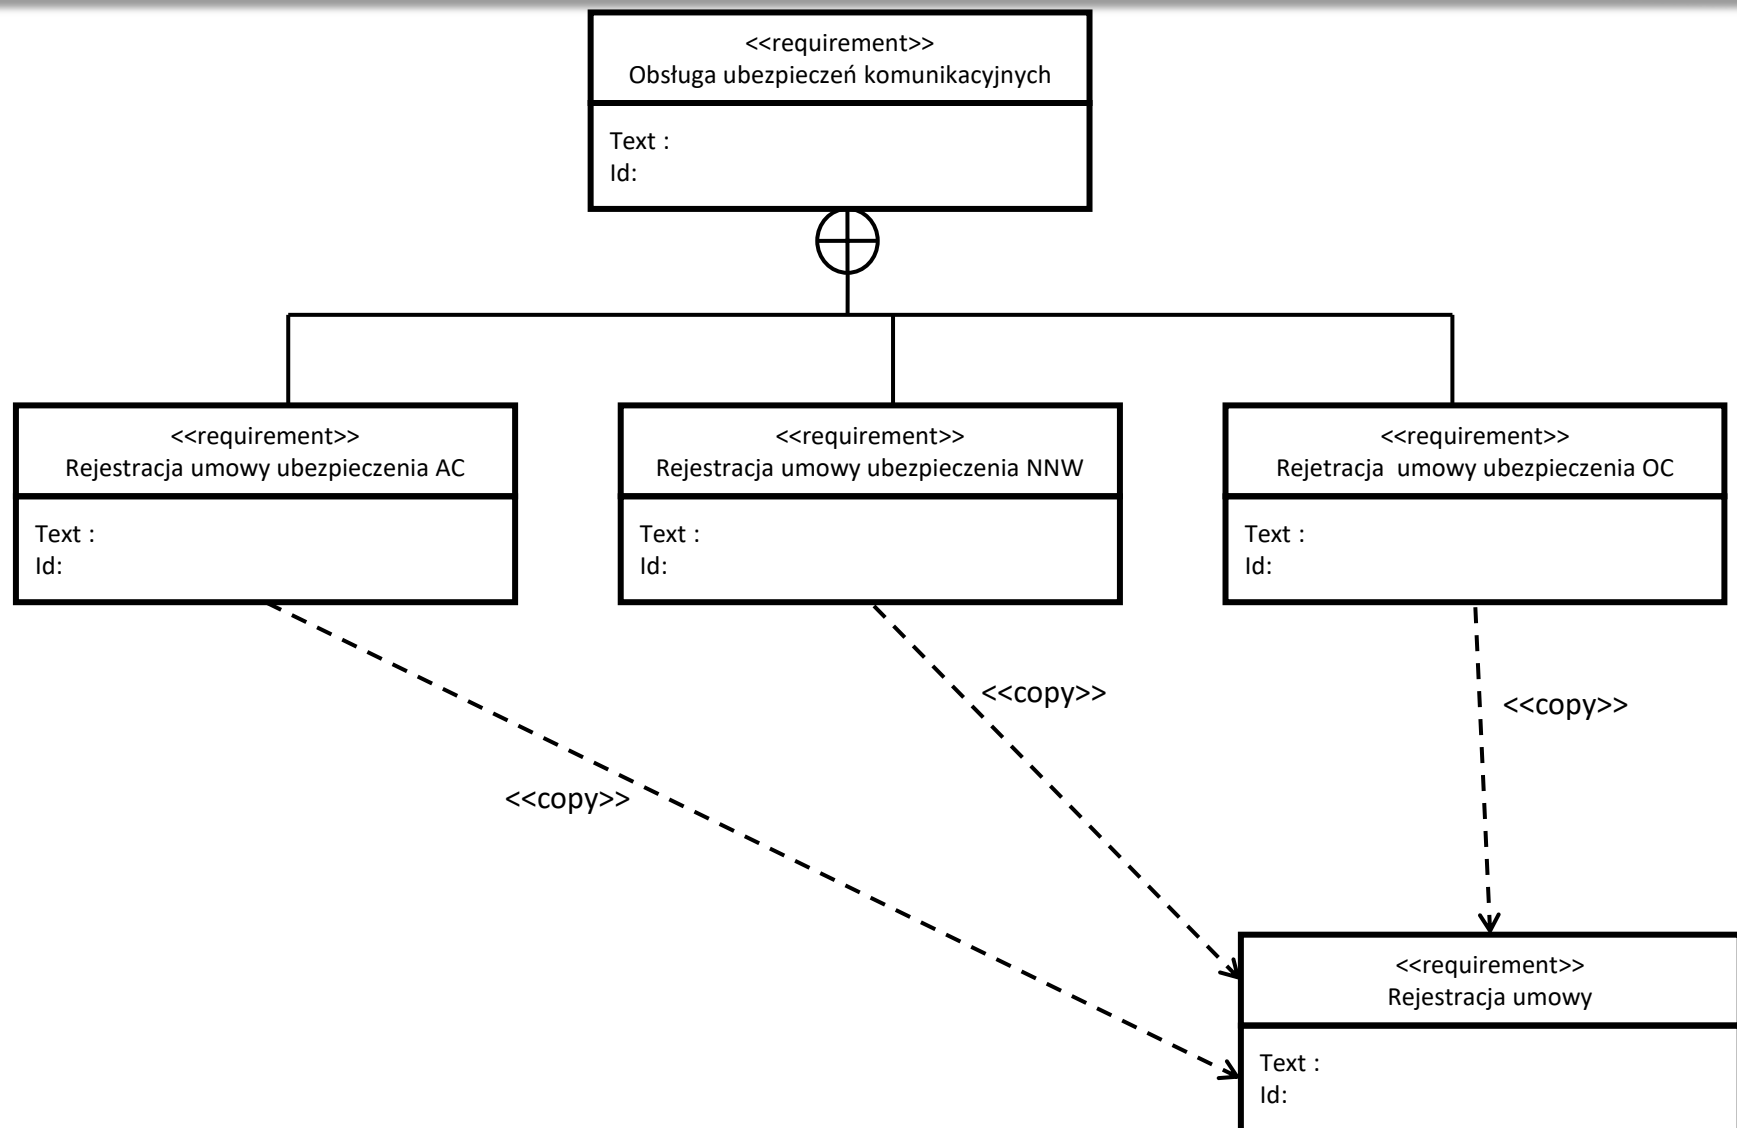 <<requirement>>
Obsługa ubezpieczeń komunikacyjnych
Text :
Id:
<<requirement>>
Rejestracja umowy ubezpieczenia AC
Text :
Id:
<<requirement>>
Rejestracja umowy ubezpieczenia NNW
Text :
Id:
<<requirement>>
Rejetracja  umowy ubezpieczenia OC
Text :
Id:
<<copy>>
<<copy>>
<<copy>>
<<requirement>>
Rejestracja umowy
Text :
Id: